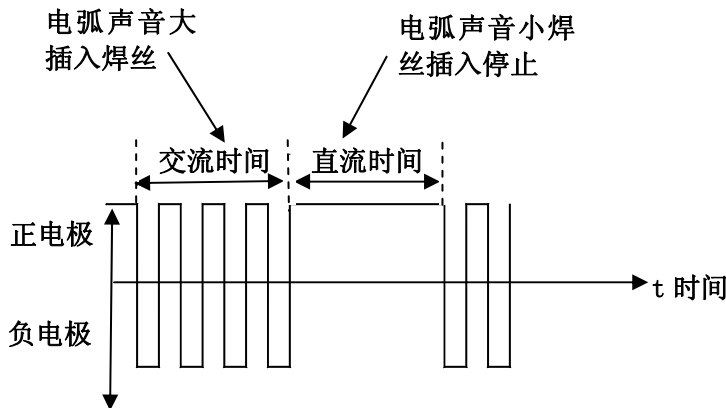 电弧声音大
插入焊丝
电弧声音小焊
丝插入停止
交流时间
直流时间
正电极
t 时间
负电极